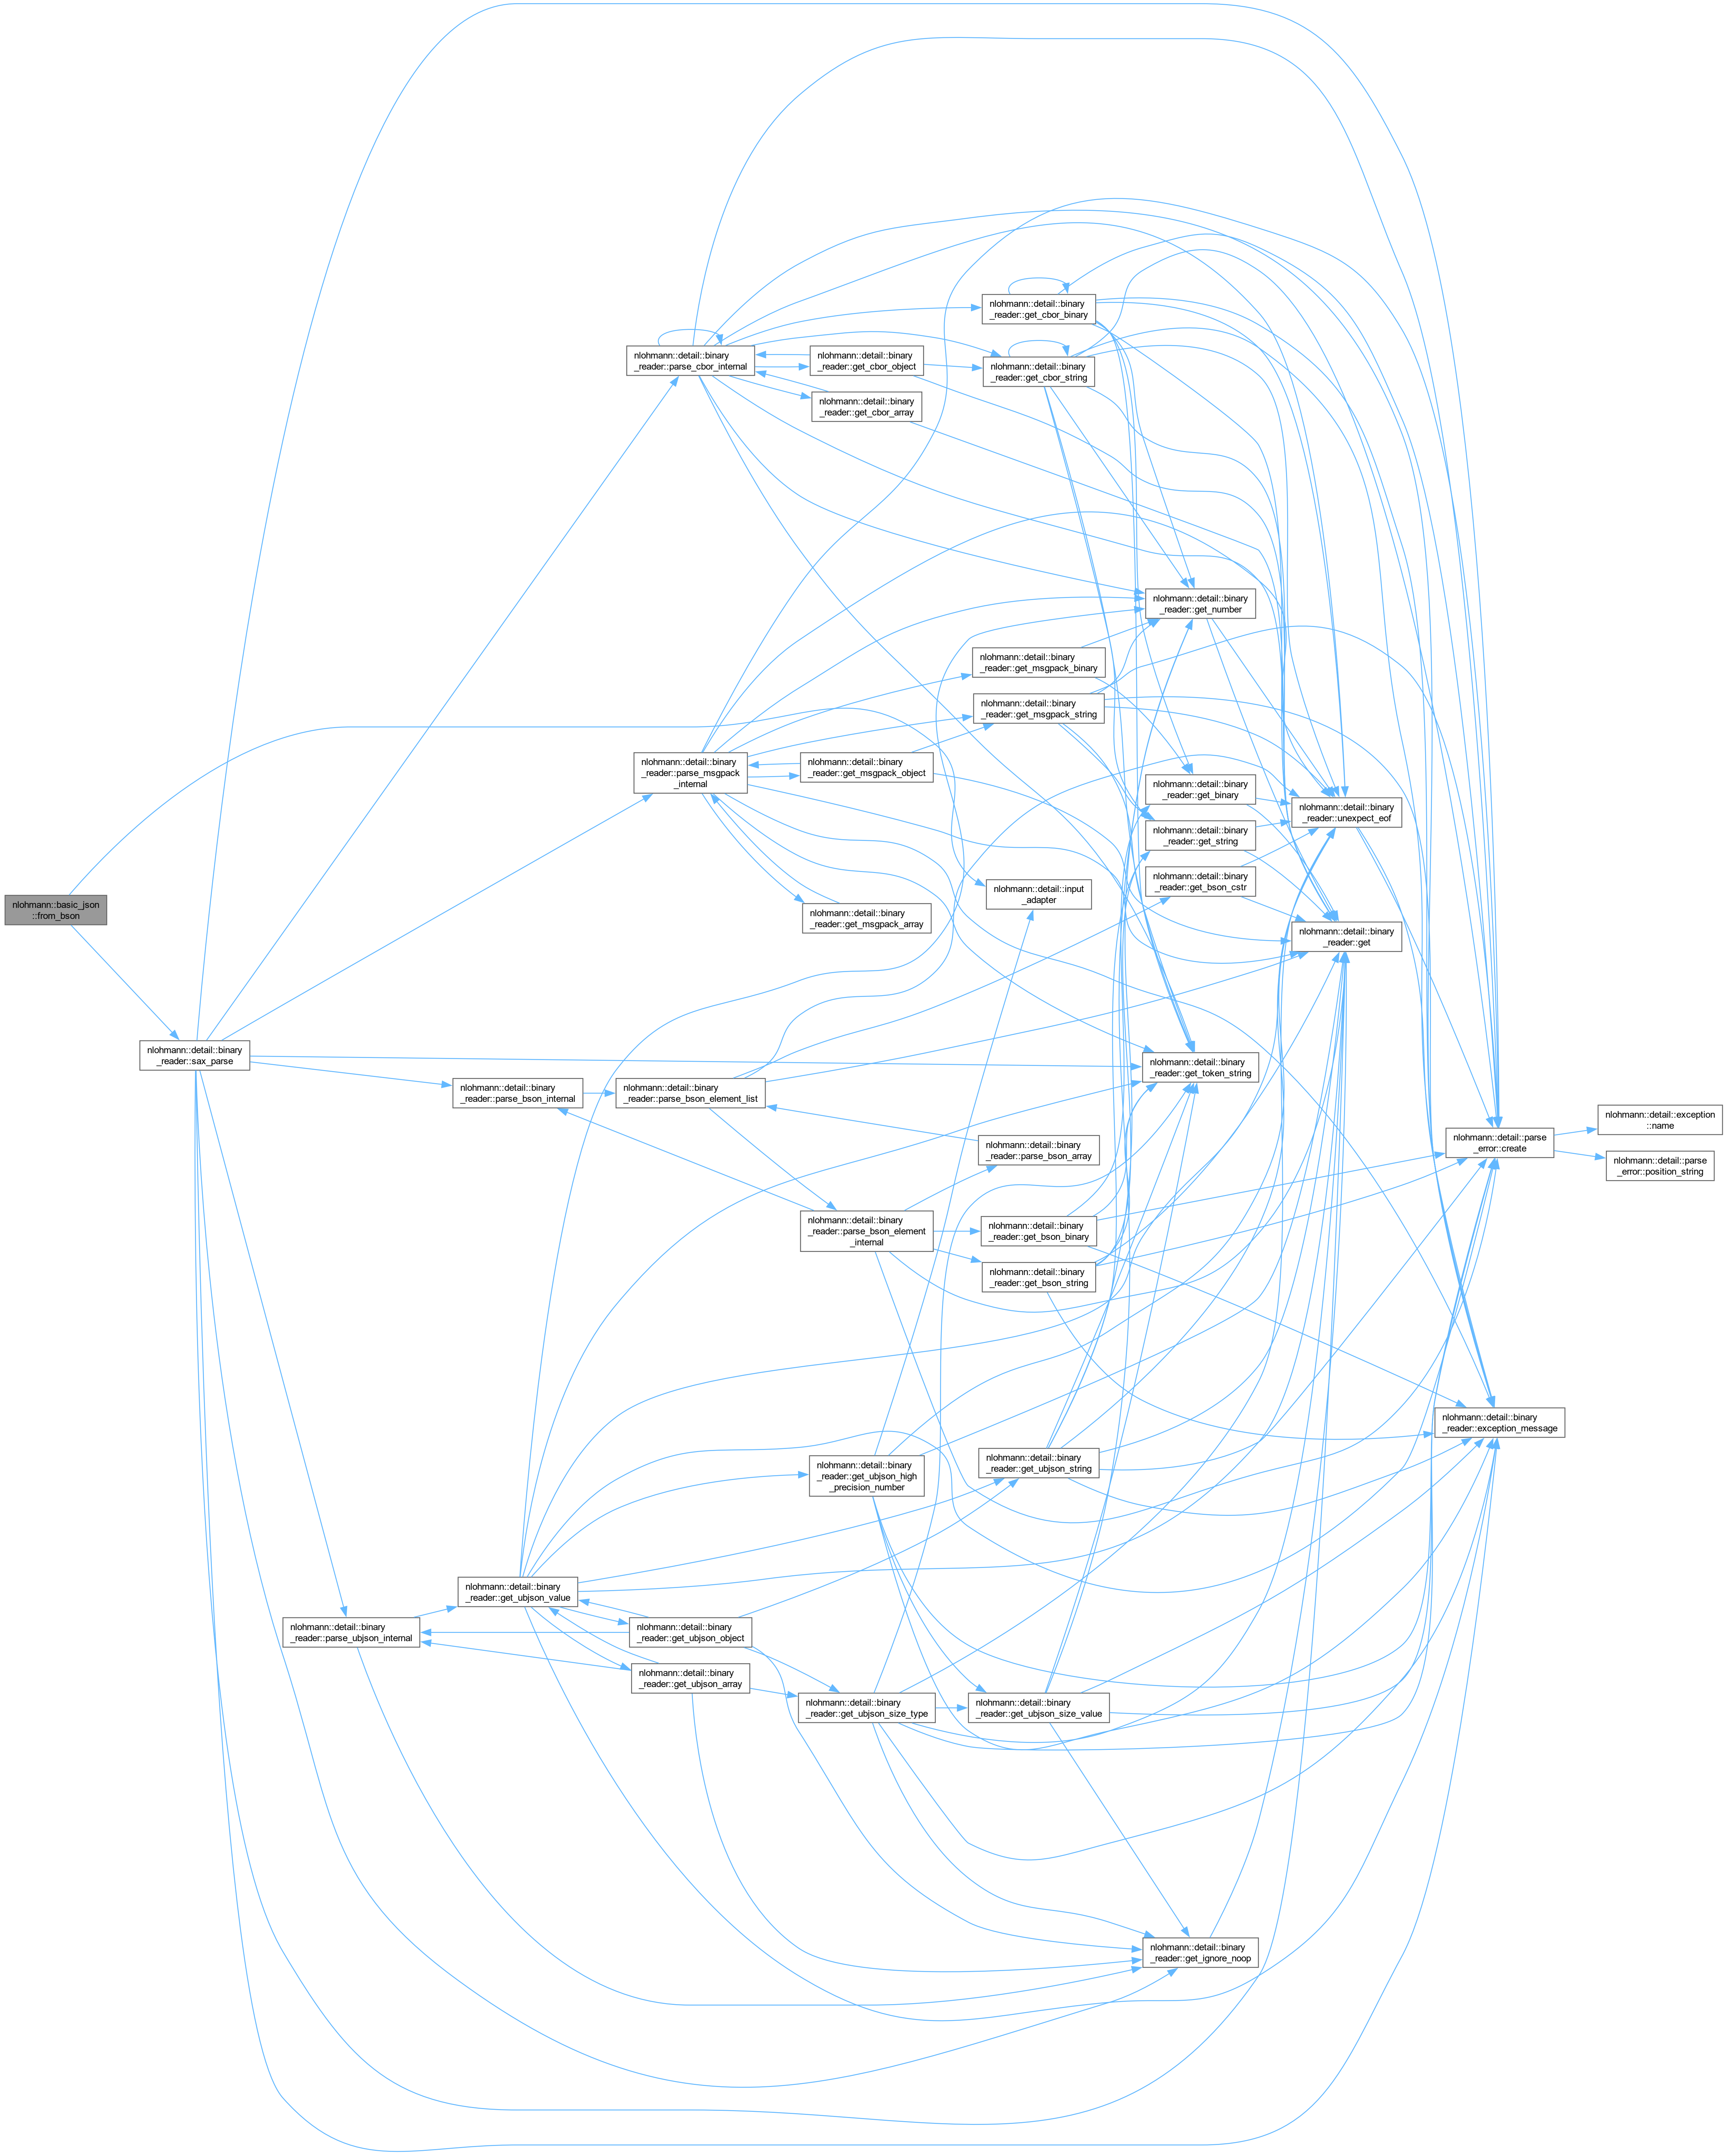 nlohmann::basic_json
::from_bson
nlohmann::detail::binary
_reader::sax_parse
nlohmann::detail::binary
_reader::parse_ubjson_internal
nlohmann::detail::binary
_reader::parse_bson_internal
nlohmann::detail::binary
_reader::get_ubjson_value
nlohmann::detail::binary
_reader::parse_cbor_internal
nlohmann::detail::binary
_reader::parse_msgpack
_internal
nlohmann::detail::binary
_reader::parse_bson_element_list
nlohmann::detail::binary
_reader::get_ubjson_object
nlohmann::detail::binary
_reader::get_ubjson_array
nlohmann::detail::binary
_reader::get_cbor_object
nlohmann::detail::binary
_reader::get_cbor_array
nlohmann::detail::binary
_reader::get_msgpack_object
nlohmann::detail::binary
_reader::get_msgpack_array
nlohmann::detail::binary
_reader::parse_bson_element
_internal
nlohmann::detail::binary
_reader::get_ubjson_high
_precision_number
nlohmann::detail::binary
_reader::get_ubjson_size_type
nlohmann::detail::binary
_reader::get_cbor_binary
nlohmann::detail::binary
_reader::get_cbor_string
nlohmann::detail::binary
_reader::get_msgpack_binary
nlohmann::detail::binary
_reader::get_msgpack_string
nlohmann::detail::input
_adapter
nlohmann::detail::binary
_reader::parse_bson_array
nlohmann::detail::binary
_reader::get_bson_binary
nlohmann::detail::binary
_reader::get_bson_string
nlohmann::detail::binary
_reader::get_ubjson_string
nlohmann::detail::binary
_reader::get_ubjson_size_value
nlohmann::detail::binary
_reader::get_number
nlohmann::detail::binary
_reader::get_binary
nlohmann::detail::binary
_reader::get_string
nlohmann::detail::binary
_reader::get_bson_cstr
nlohmann::detail::binary
_reader::get_token_string
nlohmann::detail::binary
_reader::get_ignore_noop
nlohmann::detail::binary
_reader::unexpect_eof
nlohmann::detail::binary
_reader::get
nlohmann::detail::parse
_error::create
nlohmann::detail::binary
_reader::exception_message
nlohmann::detail::exception
::name
nlohmann::detail::parse
_error::position_string